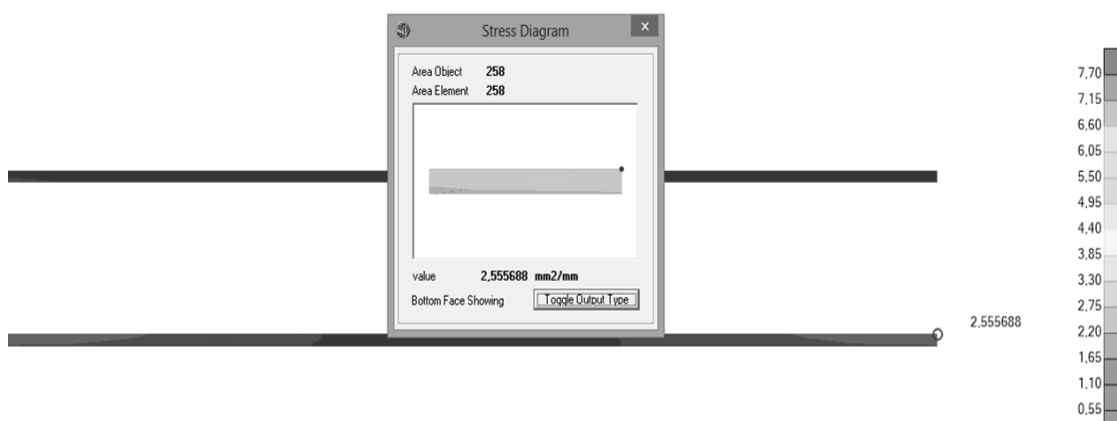 Stress Diagram
x
Area Object 258
Area Element 258
value 2,555688 mm2/mm
Bottom Face Showing Toggle Output Type
2,555688
7,70
7,15
6,60
6,05
5,50
4,95
4,40
3,85
3,30
2,75
2,20
1,65
1,10
0,55